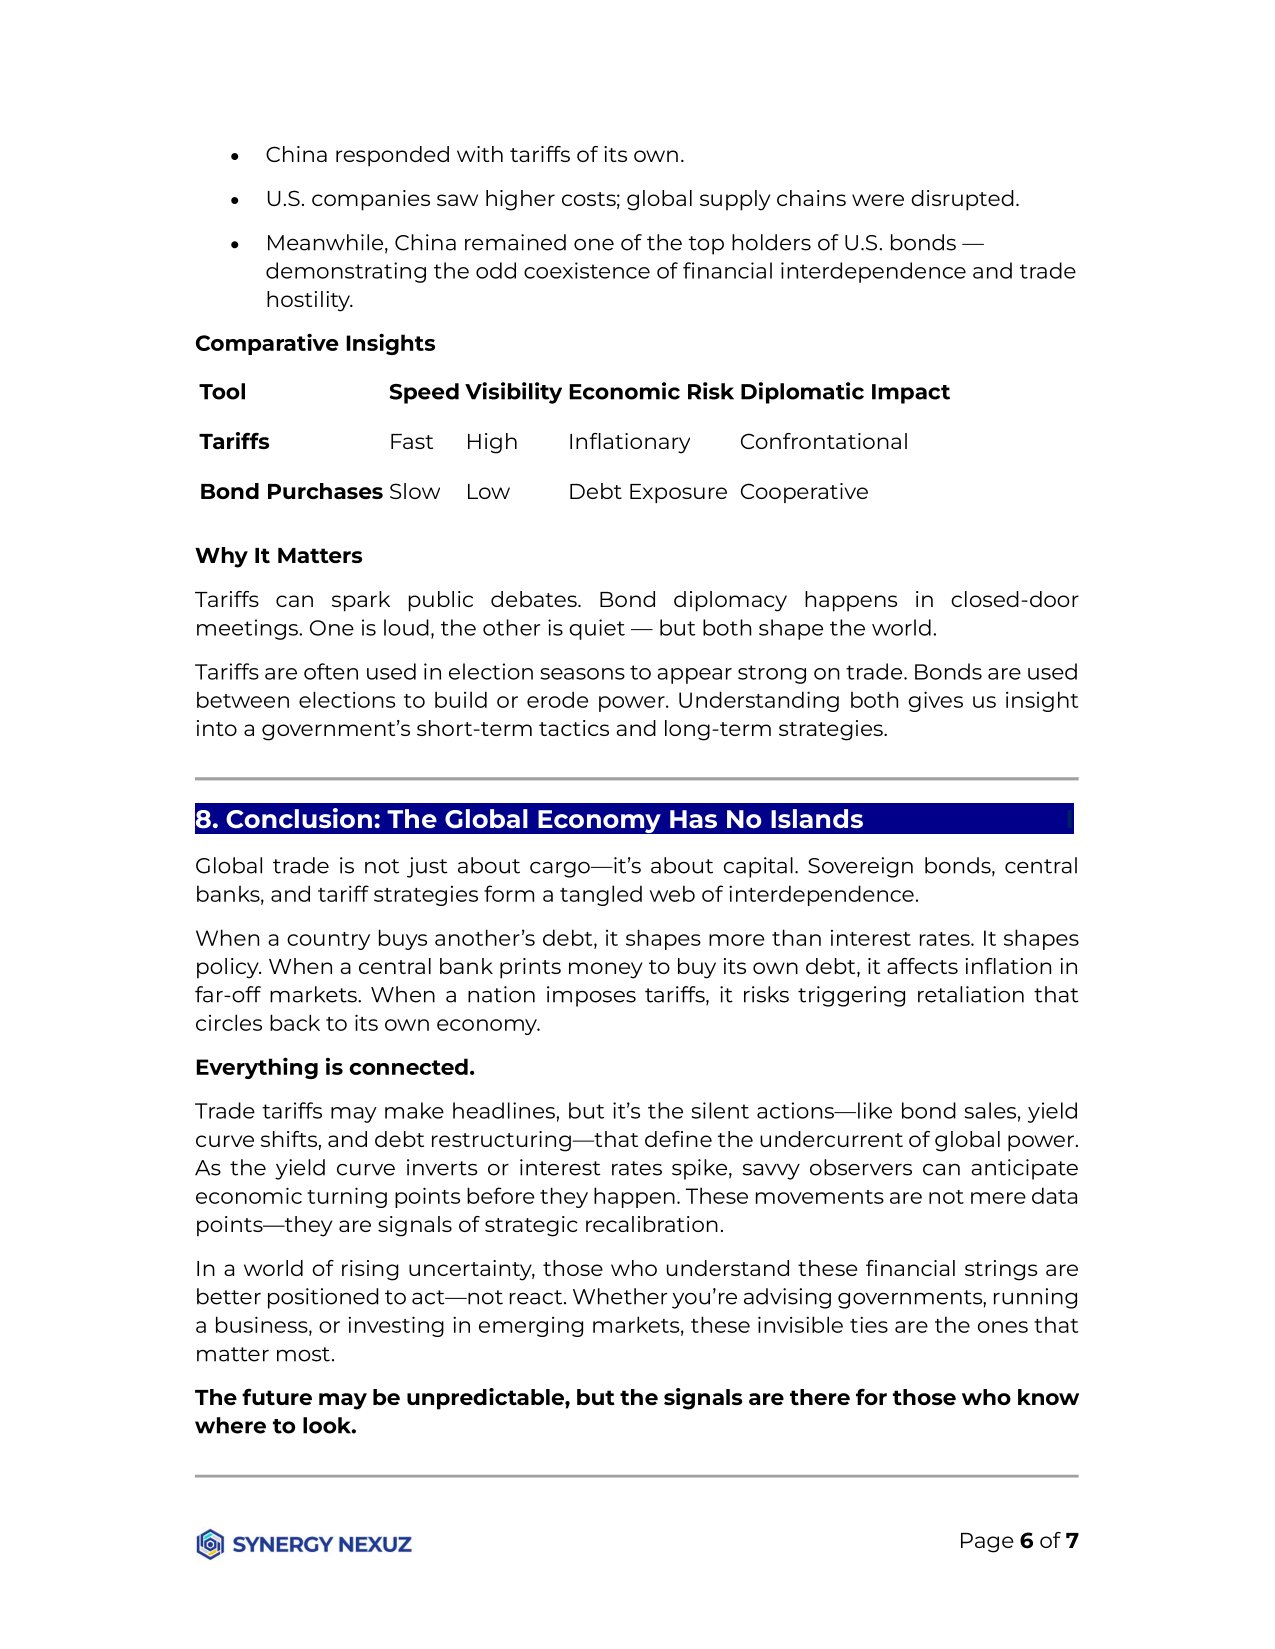 • China responded with tariffs of its own.
• U.S. companies saw higher costs; global supply chains were disrupted.
• Meanwhile, China remained one of the top holders of U.S. bonds —
demonstrating the odd coexistence of financial interdependence and trade
hostility.
Comparative Insights
Tool Speed Visibility Economic Risk Diplomatic Impact
Tariffs Fast High Inflationary Confrontational
Bond Purchases Slow Low Debt Exposure Cooperative
Why It Matters
Tariffs can spark public debates. Bond diplomacy happens in closed-door
meetings. One is loud, the other is quiet — but both shape the world.
Tariffs are often used in election seasons to appear strong on trade. Bonds are used
between elections to build or erode power. Understanding both gives us insight
into a government’s short-term tactics and long-term strategies.
8. Conclusion: The Global Economy Has No Islands
Global trade is not just about cargo—it’s about capital. Sovereign bonds, central
banks, and tariff strategies form a tangled web of interdependence.
When a country buys another’s debt, it shapes more than interest rates. It shapes
policy. When a central bank prints money to buy its own debt, it affects inflation in
far-off markets. When a nation imposes tariffs, it risks triggering retaliation that
circles back to its own economy.
Everything is connected.
Trade tariffs may make headlines, but it’s the silent actions—like bond sales, yield
curve shifts, and debt restructuring—that define the undercurrent of global power.
As the yield curve inverts or interest rates spike, savvy observers can anticipate
economic turning points before they happen. These movements are not mere data
points—they are signals of strategic recalibration.
In a world of rising uncertainty, those who understand these financial strings are
better positioned to act—not react. Whether you’re advising governments, running
a business, or investing in emerging markets, these invisible ties are the ones that
matter most.
The future may be unpredictable, but the signals are there for those who know
where to look.
SYNERGY NEXUZ
Page 6 of 7